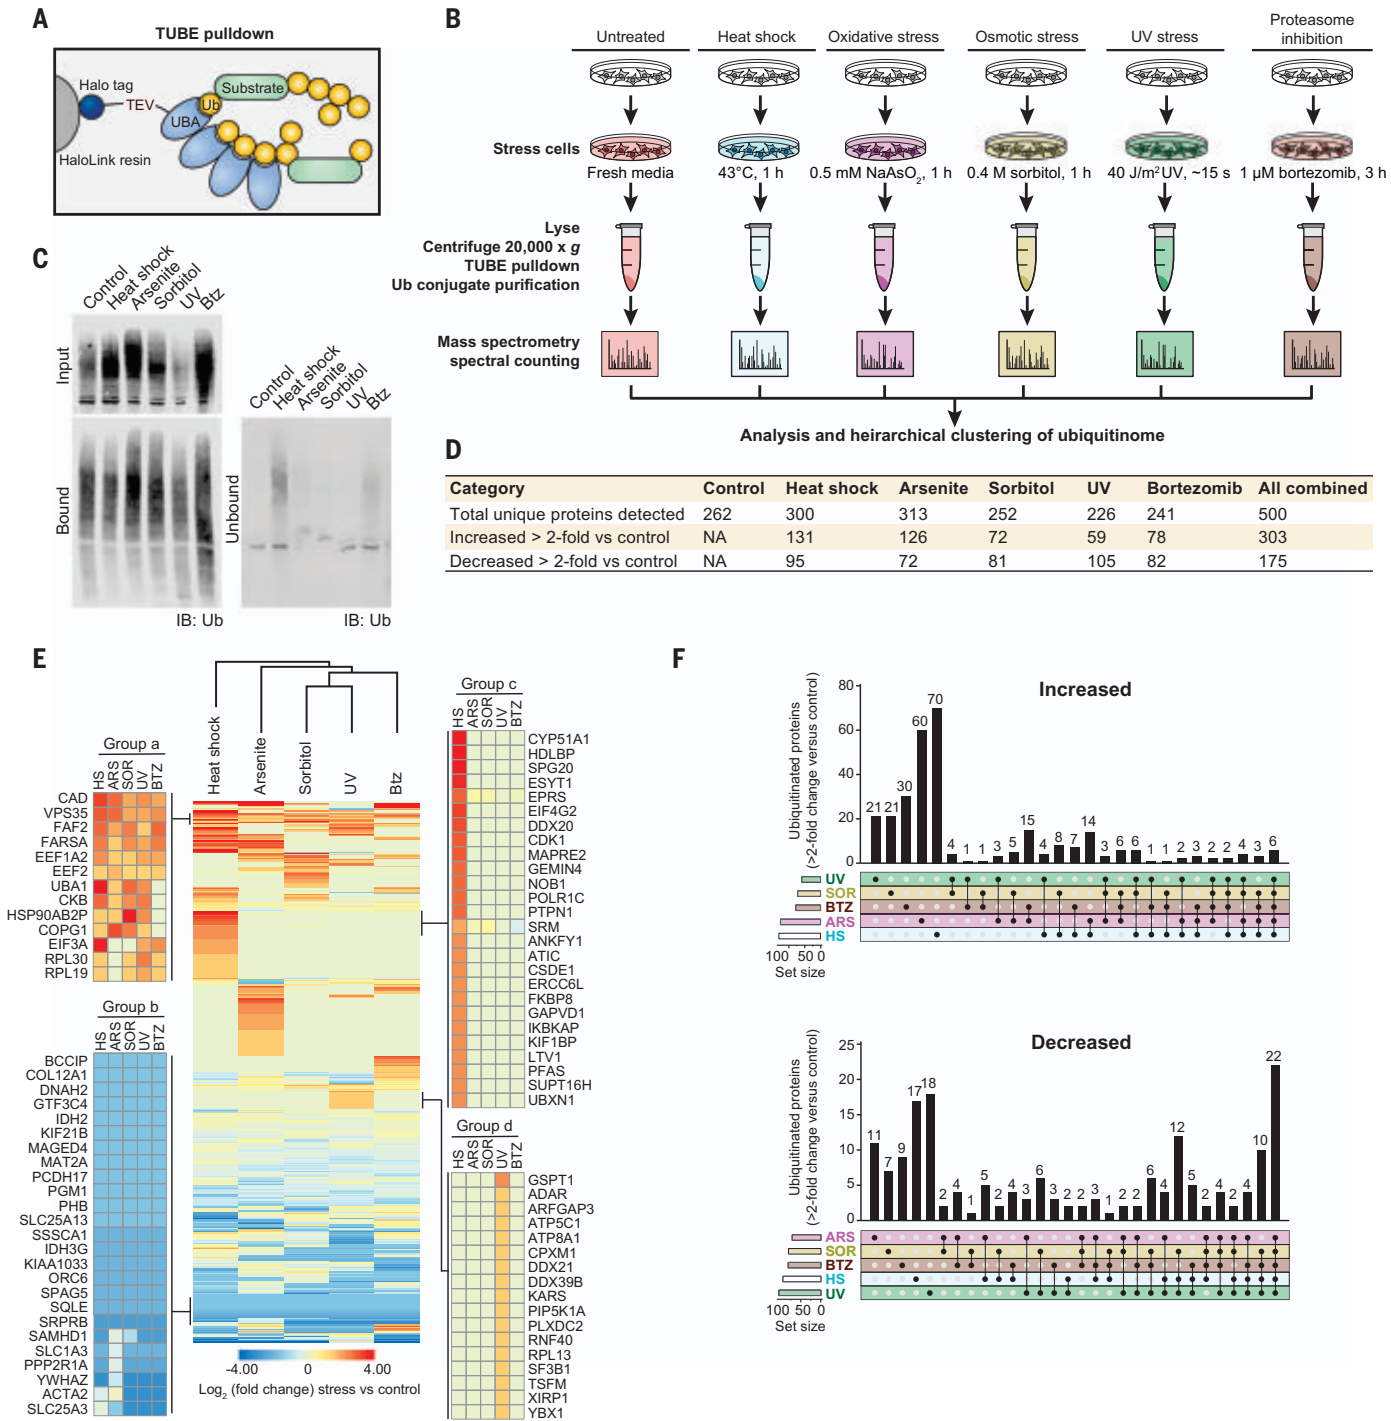 A
TUBE pulldown
Halo tag
TEV
Ub
Substrate
UBA
HaloLink resin
B
Untreated
Heat shock
Oxidative stress
Osmotic stress
UV stress
Proteasome
inhibition
Stress cells
Fresh media
43°C, 1 h
0.5 mM NaAsO2, 1 h
0.4 M sorbitol, 1 h
40 J/m2 UV, ~15 s
1 µM bortezomib, 3 h
Lyse
Centrifuge 20,000 x g
TUBE pulldown
Ub conjugate purification
Mass spectrometry
spectral counting
Analysis and heirarchical clustering of ubiquitinome
C
Control
Heat shock
Arsenite
Sorbitol
UV
Btz
Input
Bound
IB: Ub
Control
Heat shock
Arsenite
Sorbitol
UV
Btz
Unbound
IB: Ub
D
Category Control Heat shock Arsenite Sorbitol UV Bortezomib All combined
Total unique proteins detected 262 300 313 252 226 241 500
Increased > 2-fold vs control NA 131 126 72 59 78 303
Decreased > 2-fold vs control NA 95 72 81 105 82 175
E
Heat shock
Arsenite
Sorbitol
UV
Btz
Group a
HS ARS SOR UV BTZ
CAD
VPS35
FAF2
FARSA
EEF1A2
EEF2
UBA1
CKB
HSP90AB2P
COPG1
EIF3A
RPL30
RPL19
Group b
HS ARS SOR UV BTZ
BCCIP
COL12A1
DNAH2
GTF3C4
IDH2
KIF21B
MAGED4
MAT2A
PCDH17
PGM1
PHB
SLC25A13
SSSCA1
IDH3G
KIAA1033
ORC6
SPAG5
SQLE
SRPRB
SAMHD1
SLC1A3
PPP2R1A
YWHAZ
ACTA2
SLC25A3
-4.00 0 4.00
Log2 (fold change) stress vs control
Group c
HS ARS SOR UV BTZ
CYP51A1
HDLBP
SPG20
ESYT1
EPRS
EIF4G2
DDX20
CDK1
MAPRE2
GEMIN4
NOB1
POLR1C
PTPN1
SRM
ANKFY1
ATIC
CSDE1
ERCC6L
FKBP8
GAPVD1
IKBKAP
KIF1BP
LTV1
PFAS
SUPT16H
UBXN1
Group d
HS ARS SOR UV BTZ
GSPT1
ADAR
ARFGAP3
ATP5C1
ATP8A1
CPXM1
DDX21
DDX39B
KARS
PIP5K1A
PLXDC2
RNF40
RPL13
SF3B1
TSFM
XIRP1
YBX1
F
Increased
Ubiquitinated proteins
(>2-fold change versus control)
80
60
40
20
0
21 21 30 60 70 4 1 1 3 5 15 4 8 7 14 3 6 6 1 1 2 3 2 2 4 3 6
UV
SOR
BTZ
ARS
HS
100 50 0
Set size
Decreased
Ubiquitinated proteins
(>2-fold change versus control)
25
20
15
10
5
0
11 7 9 17 18 2 4 1 5 2 4 3 6 3 2 2 3 1 2 2 6 4 12 5 2 4 2 4 10 22
ARS
SOR
BTZ
HS
UV
100 50 0
Set size